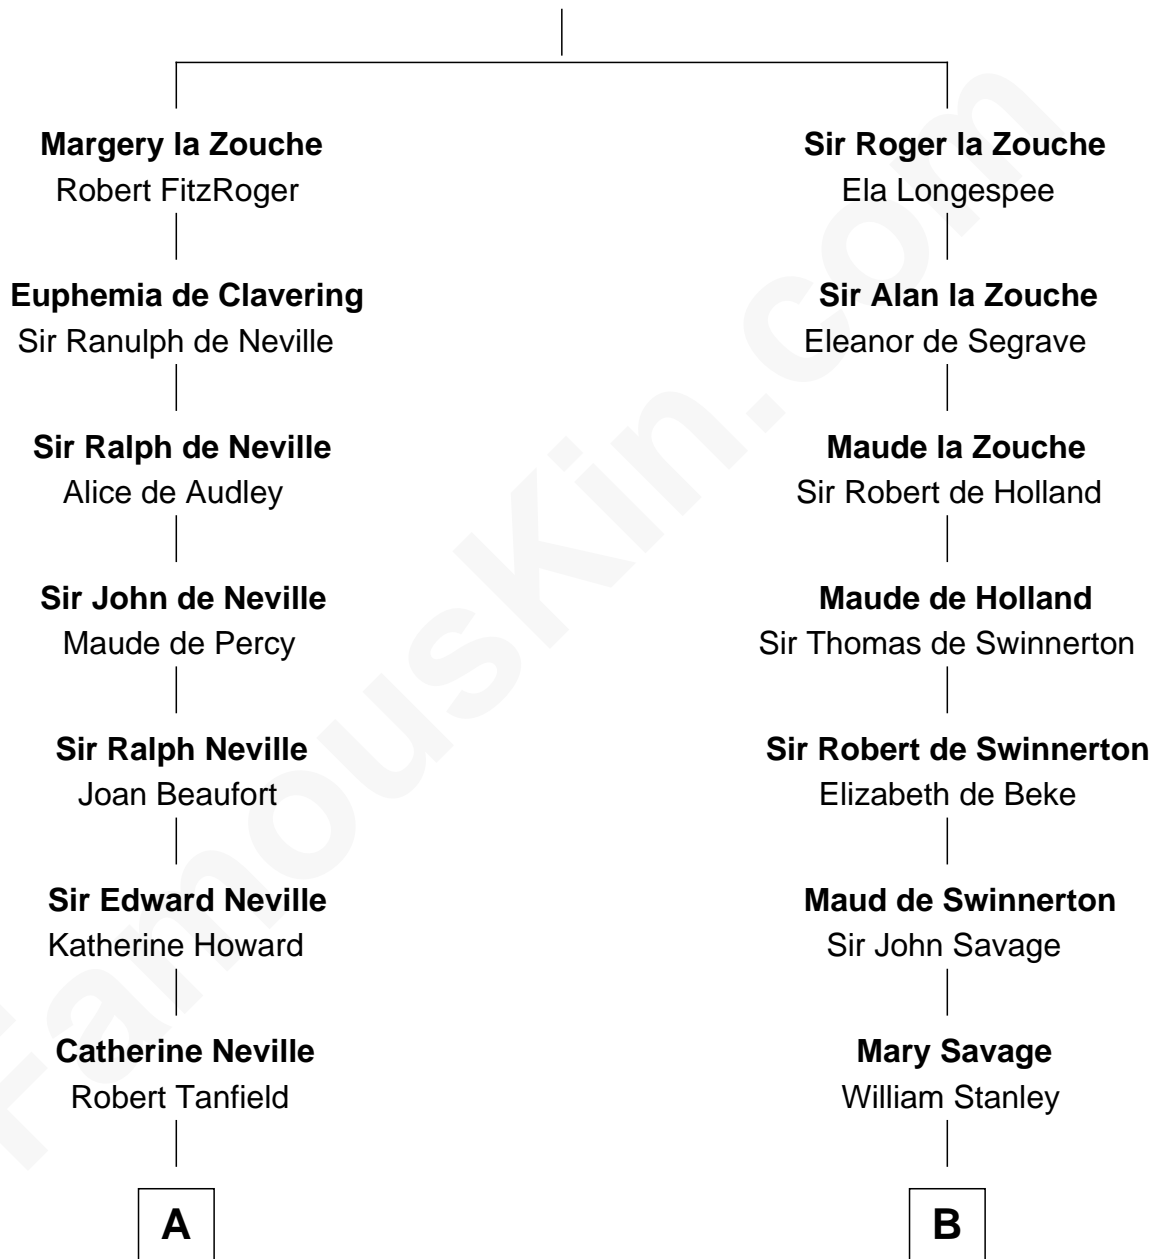 Margery la Zouche
Robert FitzRoger
Euphemia de Clavering
Sir Ranulph de Neville
Sir Ralph de Neville
Alice de Audley
Sir John de Neville
Maude de Percy
Sir Ralph Neville
Joan Beaufort
Sir Edward Neville
Katherine Howard
Catherine Neville
Robert Tanfield
A
Sir Roger la Zouche
Ela Longespee
Sir Alan la Zouche
Eleanor de Segrave
Maude la Zouche
Sir Robert de Holland
Maude de Holland
Sir Thomas de Swinnerton
Sir Robert de Swinnerton
Elizabeth de Beke
Maud de Swinnerton
Sir John Savage
Mary Savage
William Stanley
B
FamousKin.com